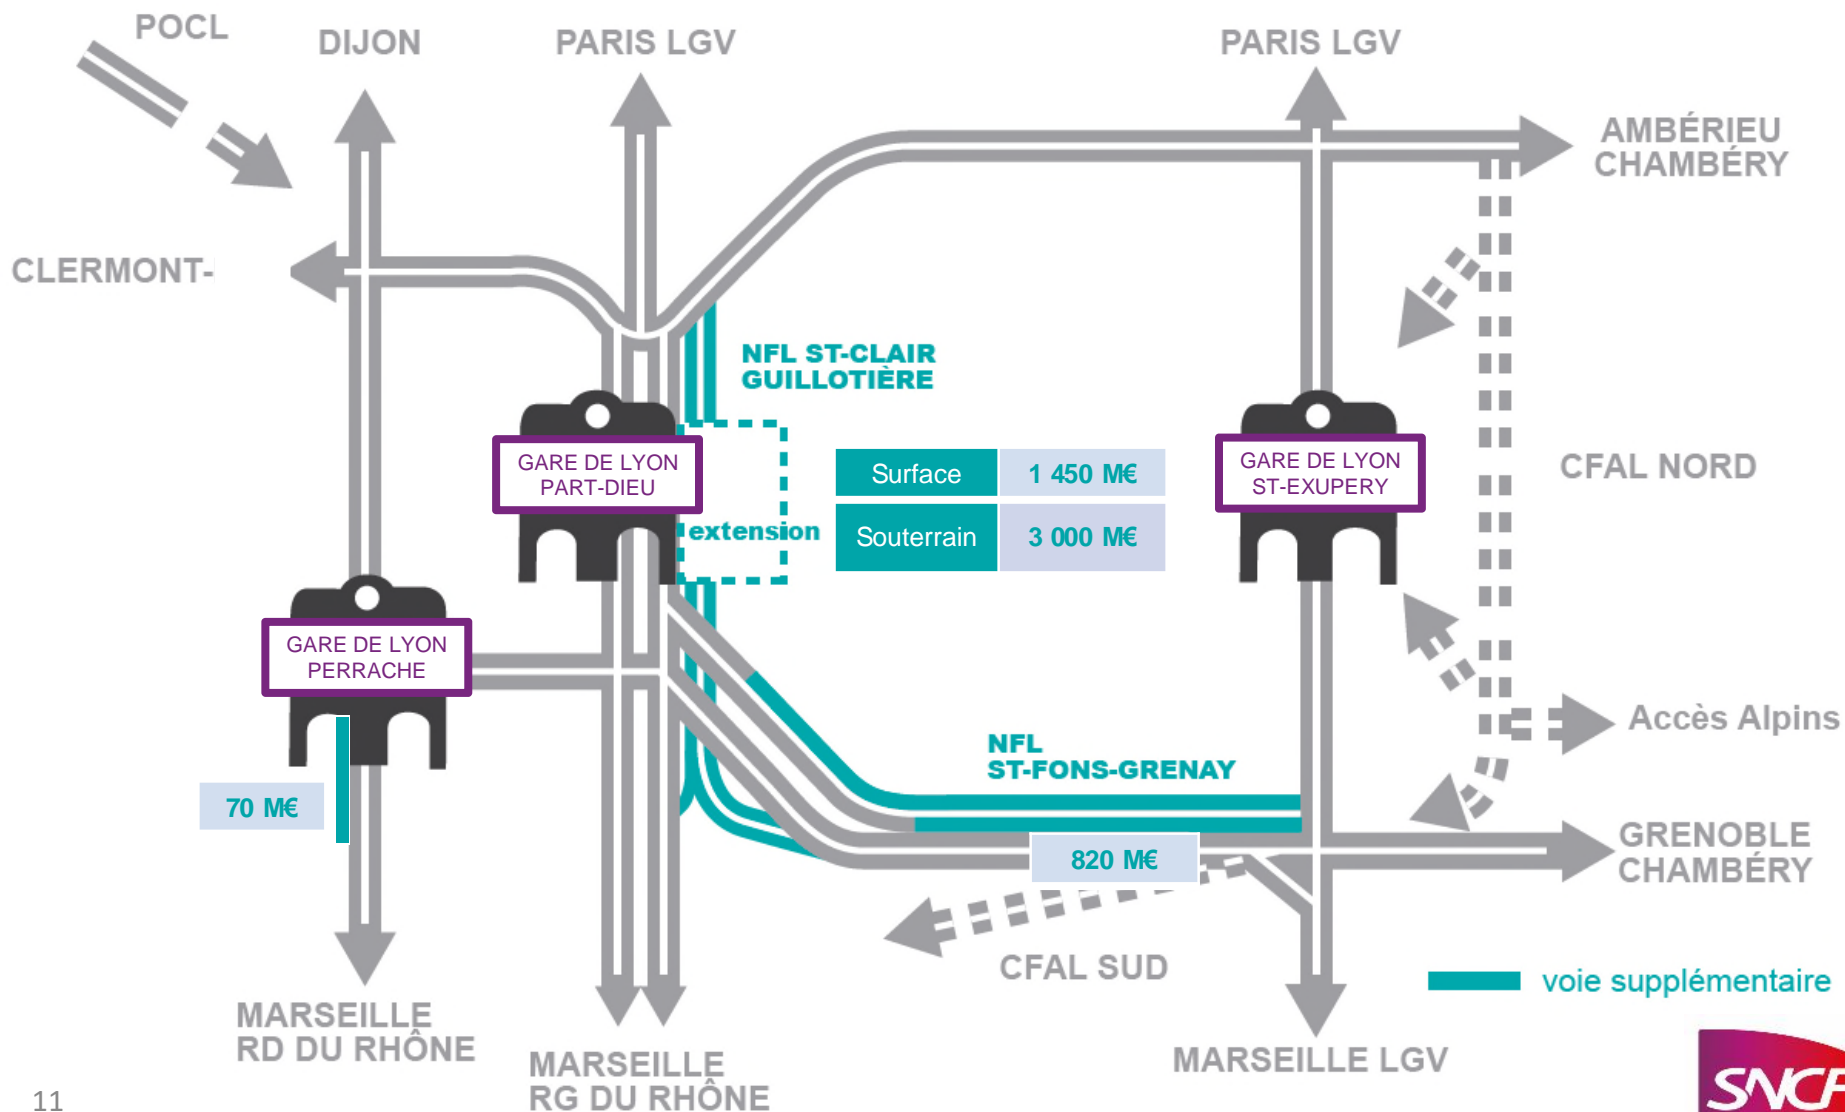 POCL
DIJON
PARIS LGV
PARIS LGV
AMBÉRIEU
CHAMBÉRY
CLERMONT-
NFL ST-CLAIR
GUILLOTIÈRE
GARE DE LYON
PART-DIEU
extension
Surface 1 450 M€
Souterrain 3 000 M€
GARE DE LYON
ST-EXUPERY
CFAL NORD
GARE DE LYON
PERRACHE
70 M€
NFL
ST-FONS-GRENAY
820 M€
Accès Alpins
GRENOBLE
CHAMBÉRY
CFAL SUD
voie supplémentaire
MARSEILLE
RD DU RHÔNE
MARSEILLE
RG DU RHÔNE
MARSEILLE LGV
SNCF
11